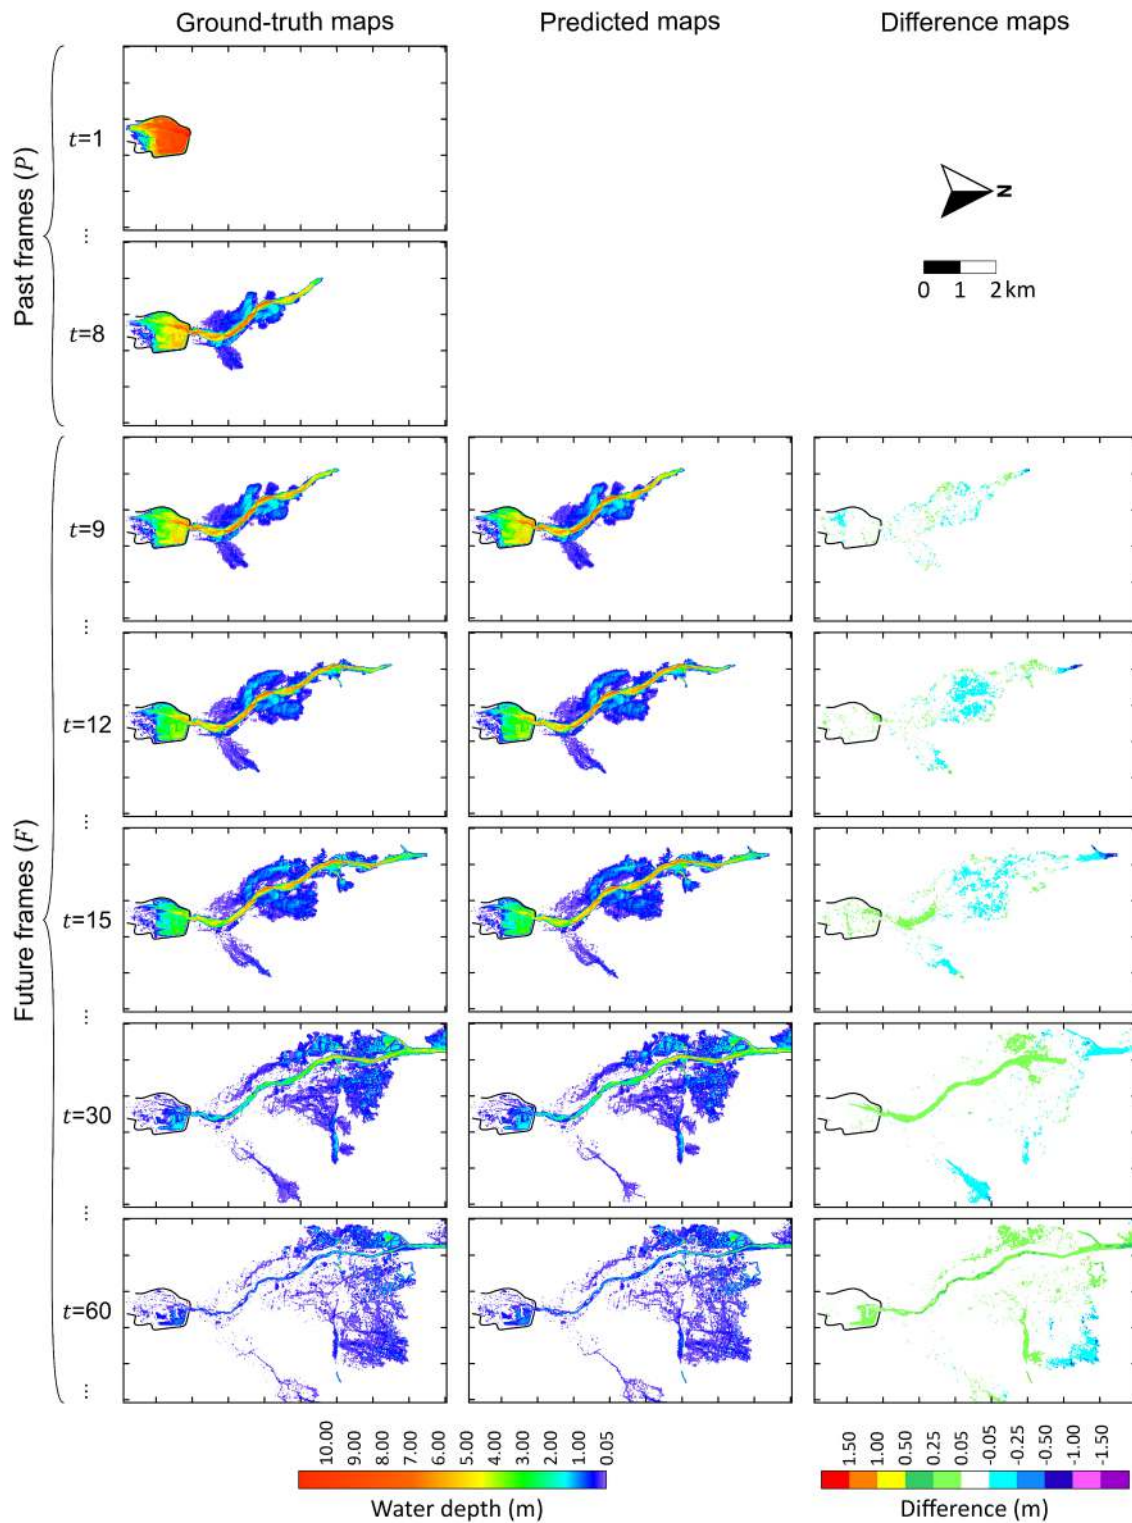 Ground-truth maps Predicted maps Difference maps
Past frames (P)
t=1
N
0 1 2 km
...
t=8
Future frames (F)
t=9
...
t=12
...
t=15
...
t=30
...
t=60
...
10.00 9.00 8.00 7.00 6.00 5.00 4.00 3.00 2.00 1.00 0.05
Water depth (m)
1.50 1.00 0.50 0.25 0.05 -0.05 -0.25 -0.50 -1.00 -1.50
Difference (m)